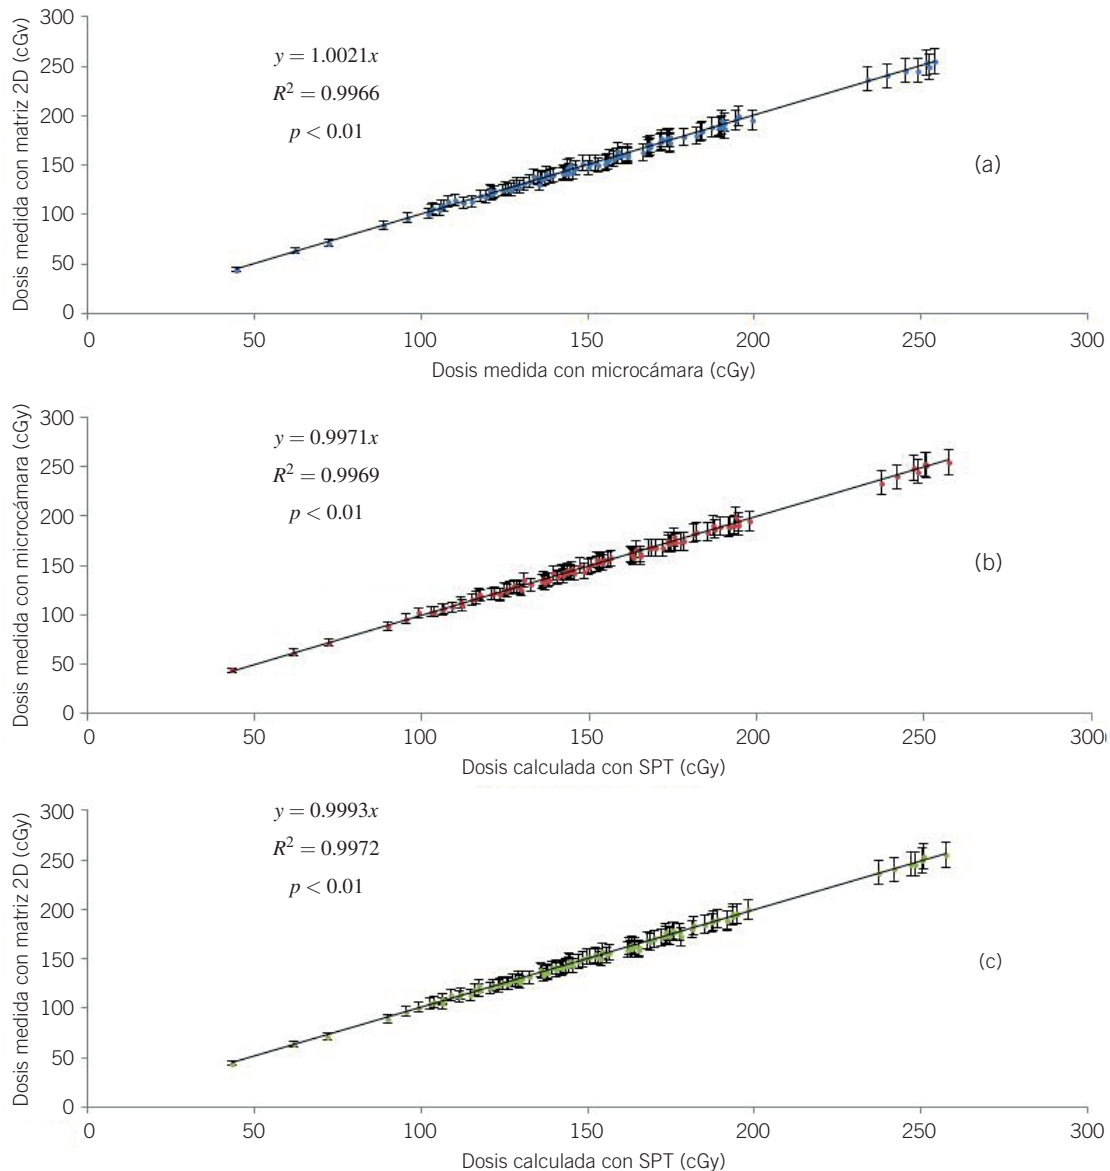 300
250
200
150
100
50
0
Dosis medida con matriz 2D (cGy)
y = 1.0021x
R² = 0.9966
p < 0.01
(a)
0 50 100 150 200 250 300
Dosis medida con microcámara (cGy)
300
250
200
150
100
50
0
Dosis medida con microcámara (cGy)
y = 0.9971x
R² = 0.9969
p < 0.01
(b)
0 50 100 150 200 250 300
Dosis calculada con SPT (cGy)
300
250
200
150
100
50
0
Dosis medida con matriz 2D (cGy)
y = 0.9993x
R² = 0.9972
p < 0.01
(c)
0 50 100 150 200 250 300
Dosis calculada con SPT (cGy)